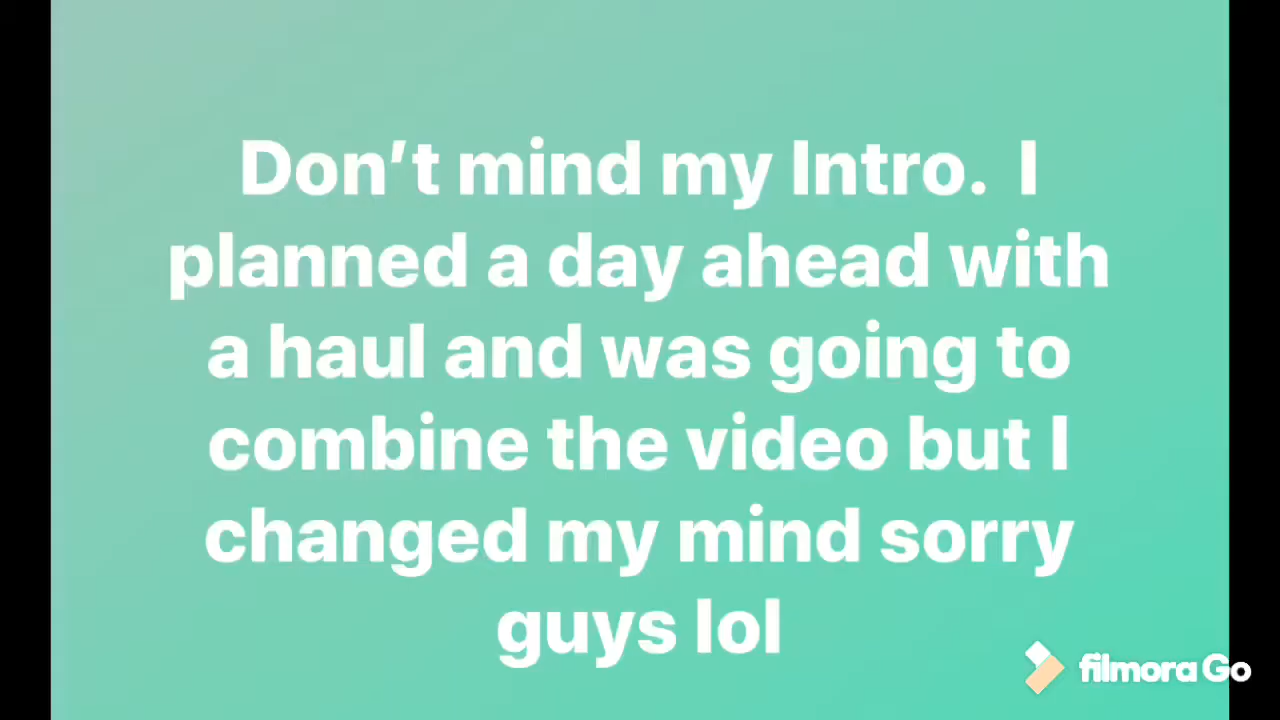 Don’t mind my Intro.  I
planned a day ahead with
a haul and was going to
combine the video but I
changed my mind sorry
guys lol
filmora Go